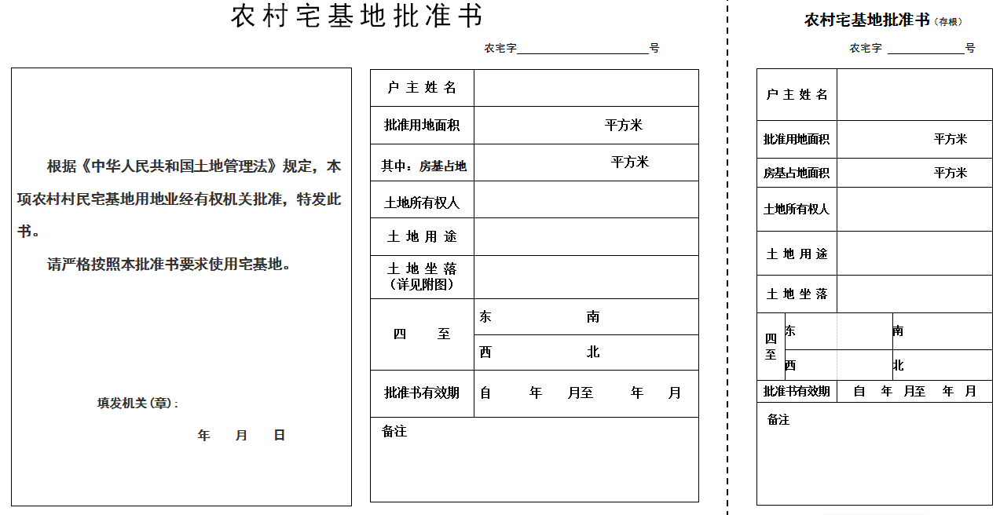 农村宅基地批准书
农宅字____________________号
根据《中华人民共和国土地管理法》规定，本
项农村村民宅基地用地业经有权机关批准，特发此
书。
请严格按照本批准书要求使用宅基地。
填发机关(章)：
年 月 日
户 主 姓 名
批准用地面积 平方米
其中：房基占地 平方米
土地所有权人
土 地 用 途
土 地 坐 落
（详见附图）
四 至
东 南
西 北
批准书有效期 自 年 月至 年 月
备注
农村宅基地批准书（存根）
农宅字 ____________号
户 主 姓 名
批准用地面积 平方米
房基占地面积 平方米
土地所有权人
土 地 用 途
土 地 坐 落
四
至
东 南
西 北
批准书有效期 自 年 月至 年 月
备注